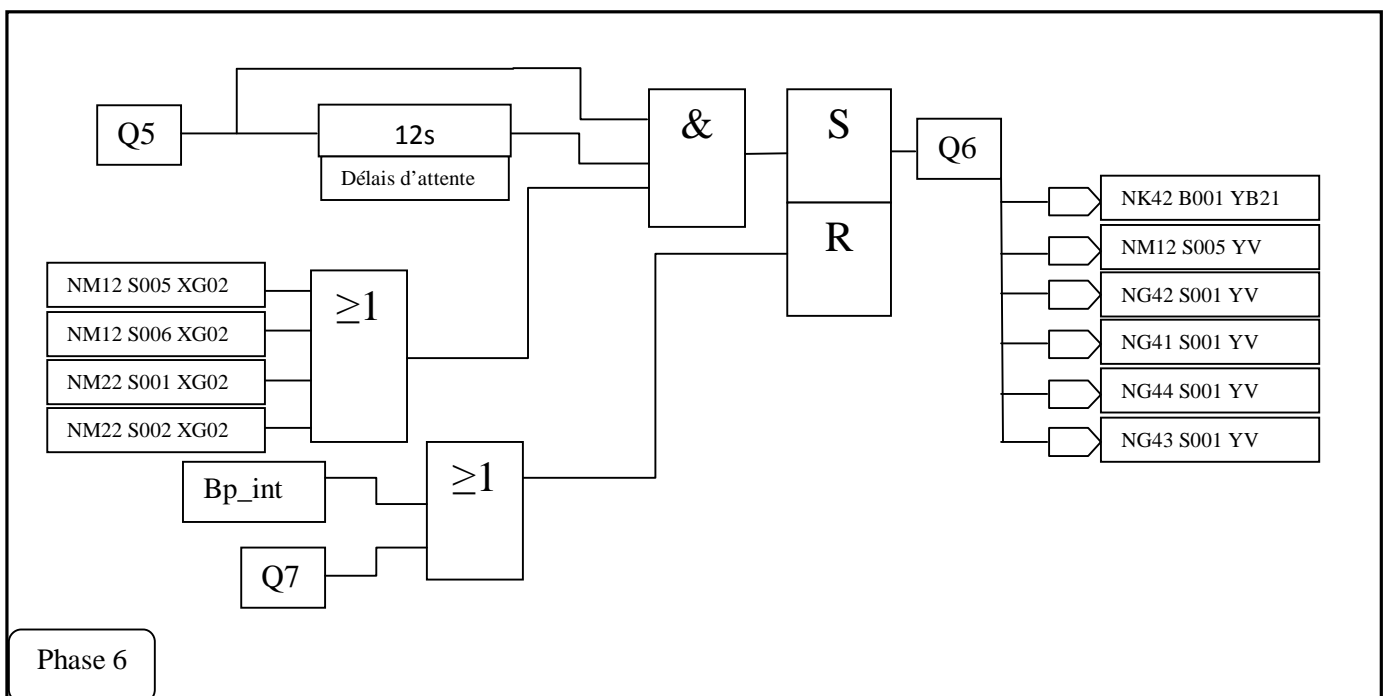 Q5
12s
Délais d'attente
&
S
R
Q6
NK42 B001 YB21
NM12 S005 YV
NG42 S001 YV
NG41 S001 YV
NG44 S001 YV
NG43 S001 YV
NM12 S005 XG02
NM12 S006 XG02
NM22 S001 XG02
NM22 S002 XG02
≥1
Bp_int
Q7
≥1
Phase 6